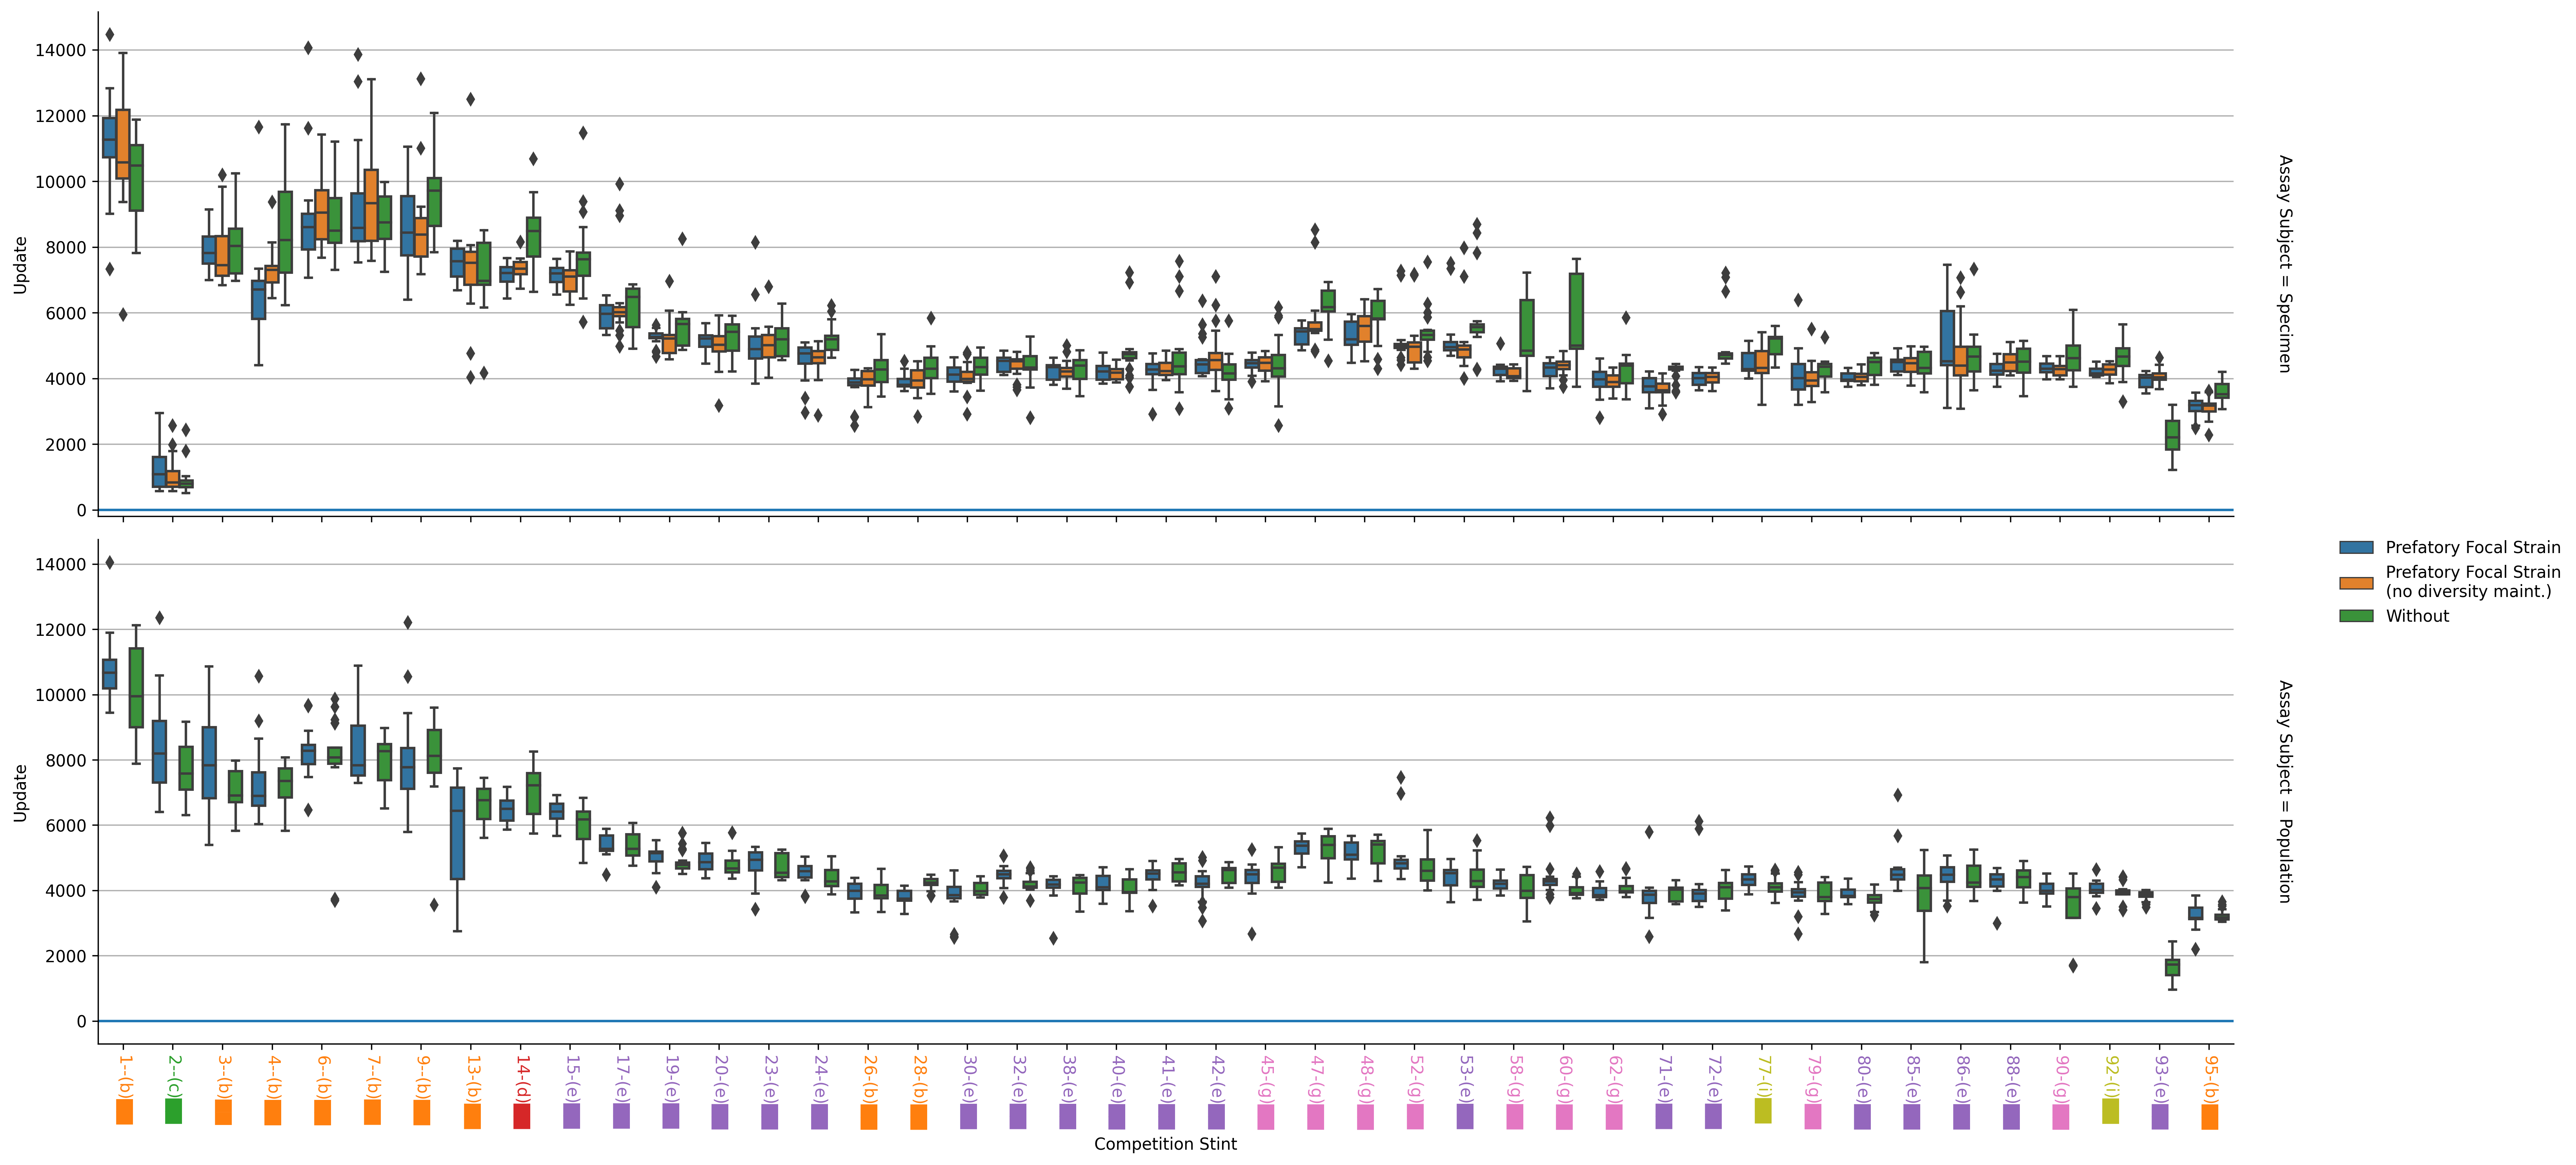 14000
12000
10000
8000
6000
4000
2000
0
Update
Assay Subject = Specimen
14000
12000
10000
8000
6000
4000
2000
0
Update
Assay Subject = Population
Prefatory Focal Strain
Prefatory Focal Strain
(no diversity maint.)
Without
1--(b)
2--(c)
3--(b)
4--(b)
6--(b)
7--(b)
9--(b)
13-(b)
14-(d)
15-(e)
17-(e)
19-(e)
20-(e)
23-(e)
24-(e)
26-(b)
28-(b)
30-(e)
32-(e)
38-(e)
40-(e)
41-(e)
42-(e)
45-(g)
47-(g)
48-(g)
52-(g)
53-(e)
58-(g)
60-(g)
62-(g)
71-(e)
72-(e)
77-(i)
79-(g)
80-(e)
85-(e)
86-(e)
88-(e)
90-(g)
92-(i)
93-(e)
95-(b)
Competition Stint